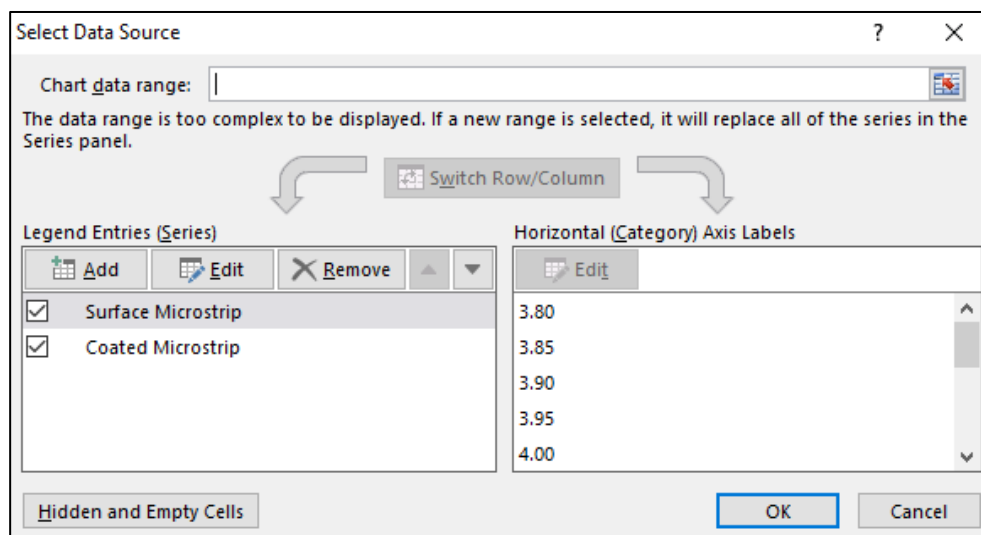 Select Data Source ?
Chart data range:
The data range is too complex to be displayed. If a new range is selected, it will replace all of the series in the
Series panel.
Switch Row/Column
Legend Entries (Series)
Add Edit Remove
Surface Microstrip
Coated Microstrip
Horizontal (Category) Axis Labels
Edit
3.80
3.85
3.90
3.95
4.00
Hidden and Empty Cells
OK Cancel